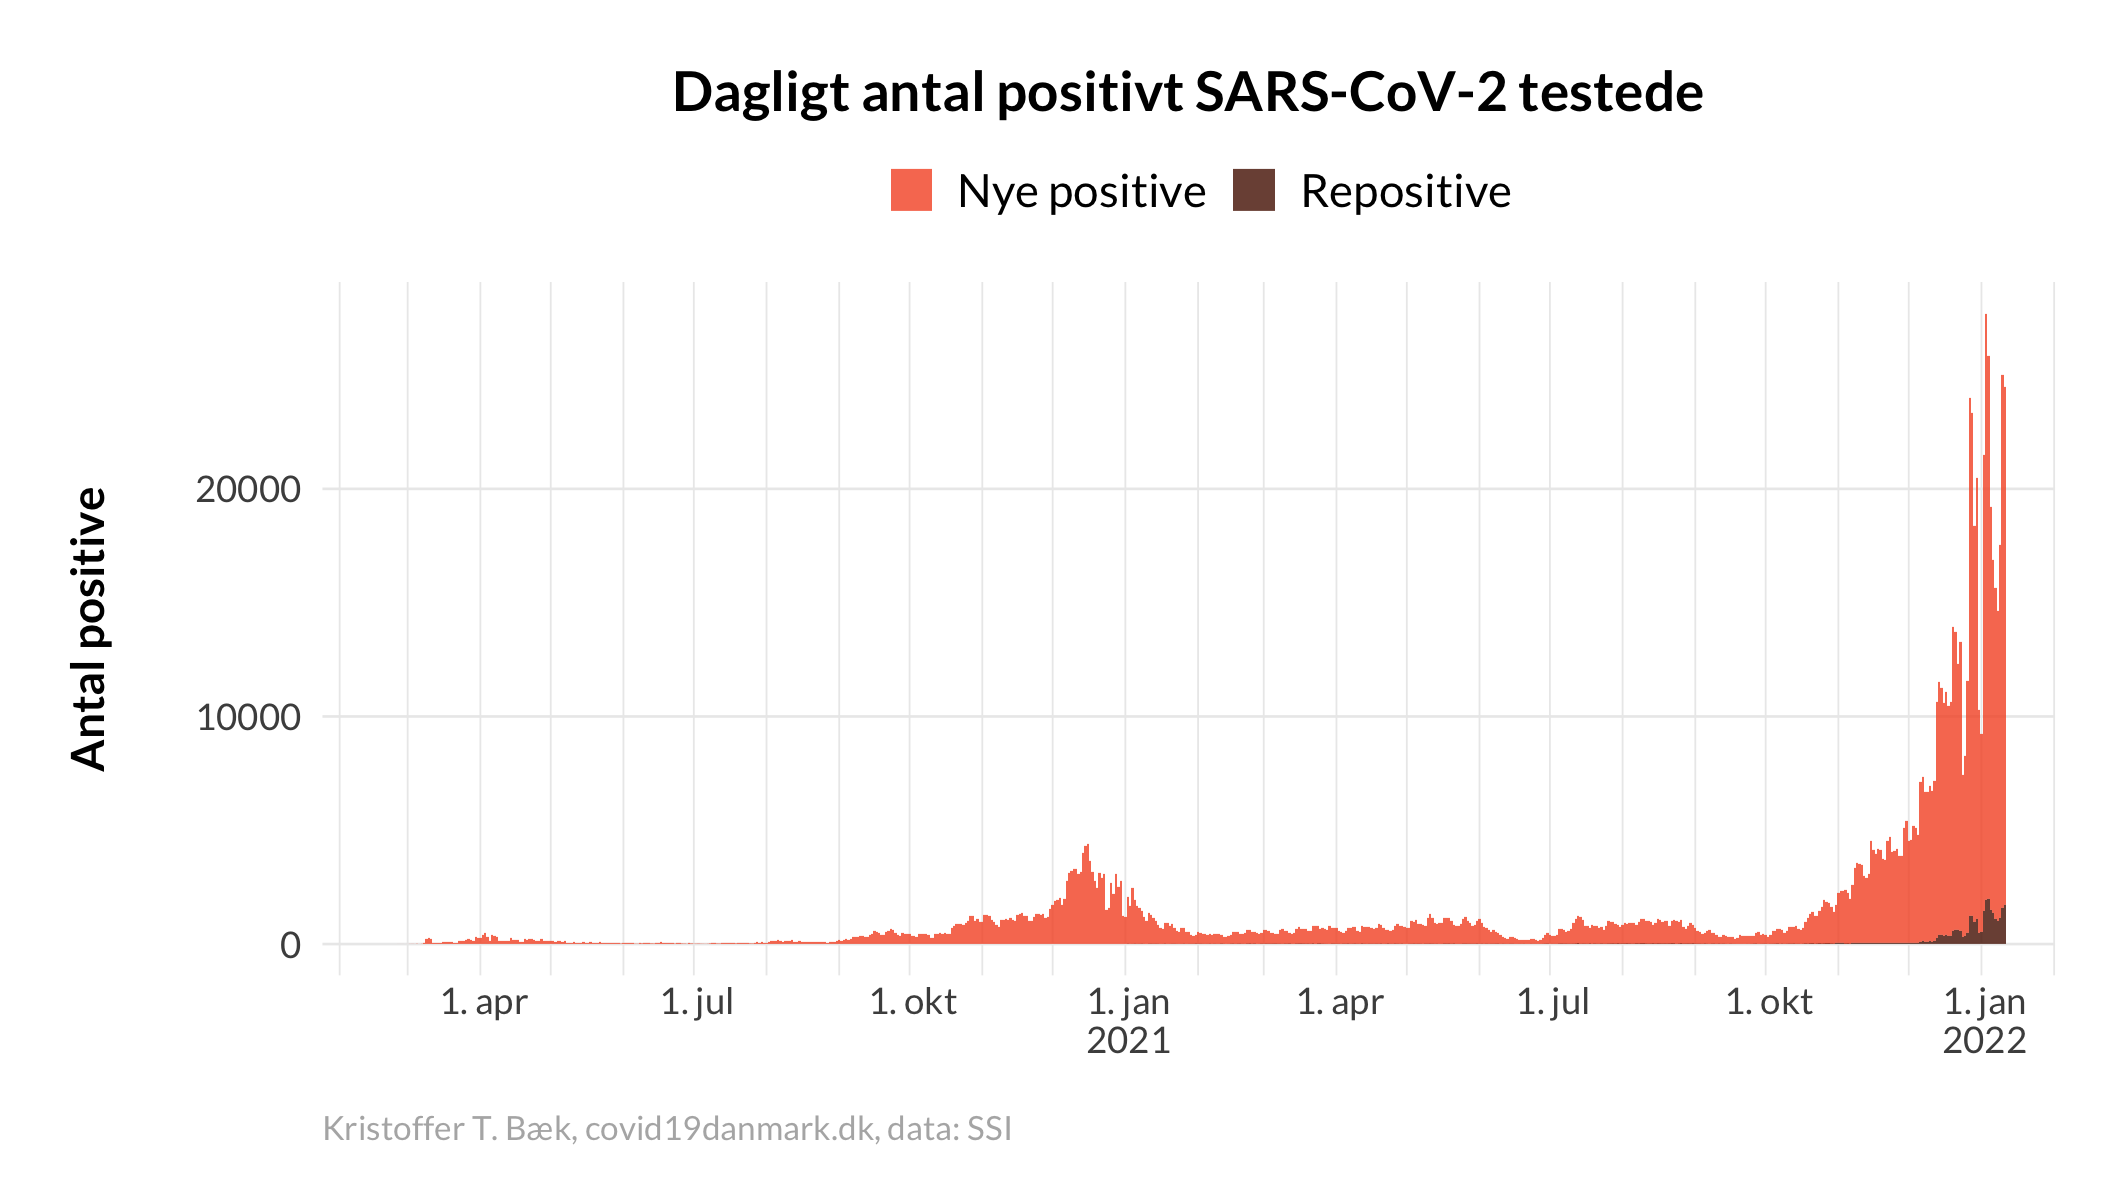 Dagligt antal positivt SARS-CoV-2 testede
Nye positive Repositive
Antal positive
20000
10000
0
1. apr 1. jul 1. okt 1. jan 1. apr 1. jul 1. okt 1. jan
2021 2022
Kristoffer T. Bæk, covid19danmark.dk, data: SSI